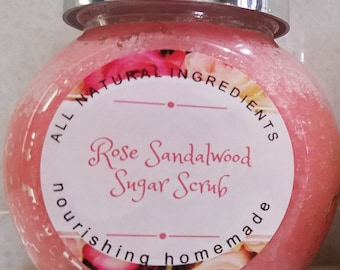 ALL NATURAL INGREDIENTS
Rose Sandalwood
Sugar Scrub
nourishing homemade